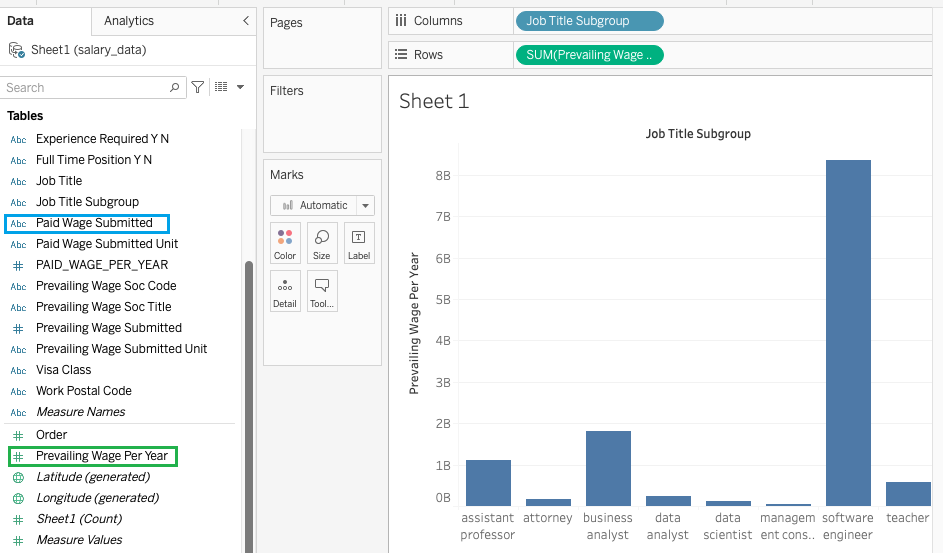 Data
Analytics
Sheet1 (salary_data)
Search
Tables
Abc Experience Required Y N
Abc Full Time Position Y N
Abc Job Title
Abc Job Title Subgroup
Abc Paid Wage Submitted
Abc Paid Wage Submitted Unit
# PAID_WAGE_PER_YEAR
Abc Prevailing Wage Soc Code
Abc Prevailing Wage Soc Title
# Prevailing Wage Submitted
Abc Prevailing Wage Submitted Unit
Abc Visa Class
Abc Work Postal Code
Abc Measure Names
# Order
# Prevailing Wage Per Year
Latitude (generated)
Longitude (generated)
# Sheet1 (Count)
# Measure Values
Pages
Filters
Marks
Automatic
Color Size Label
Detail Tool...
Columns Job Title Subgroup
Rows SUM(Prevailing Wage ..
Sheet 1
Job Title Subgroup
Prevailing Wage Per Year
8B
7B
6B
5B
4B
3B
2B
1B
0B
assistant professor
attorney
business analyst
data analyst
data scientist
managem ent cons..
software engineer
teacher